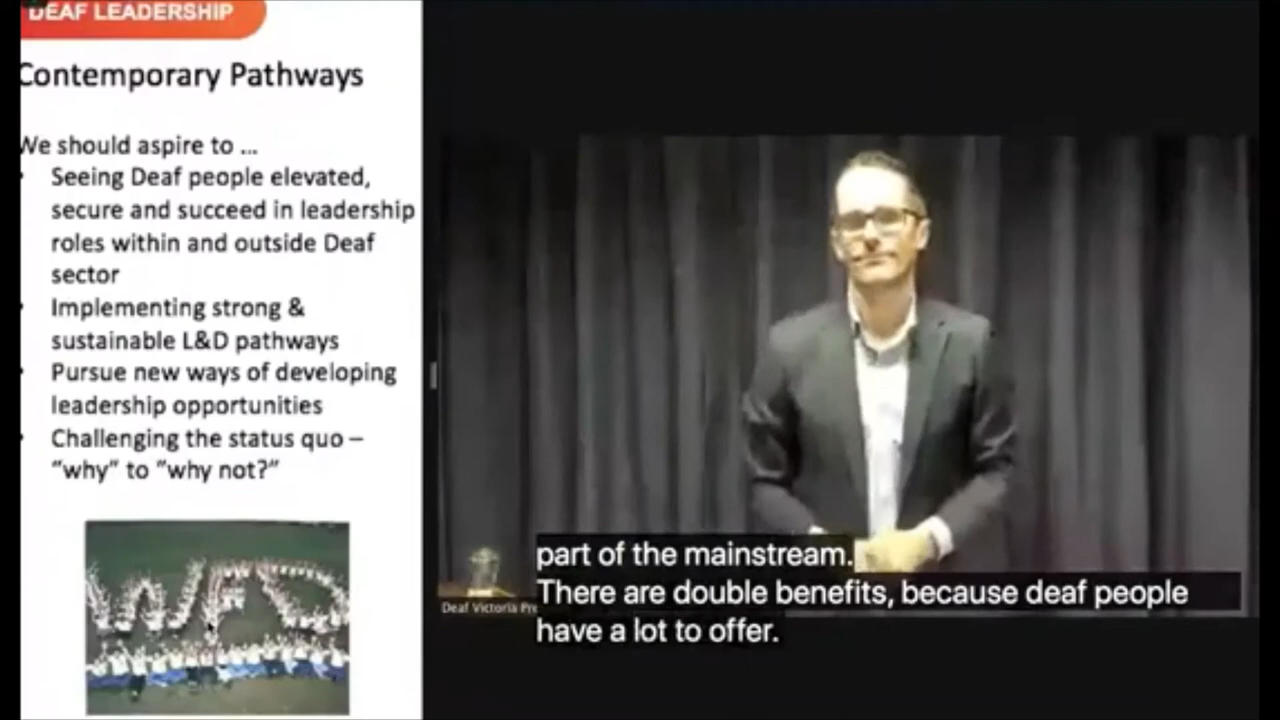 DEAF LEADERSHIP
Contemporary Pathways
We should aspire to ...
• Seeing Deaf people elevated,
secure and succeed in leadership
roles within and outside Deaf
sector
• Implementing strong &
sustainable L&D pathways
• Pursue new ways of developing
leadership opportunities
• Challenging the status quo –
“why” to “why not?”
WFD
part of the mainstream.
There are double benefits, because deaf people
have a lot to offer.
Deaf Victoria Pre